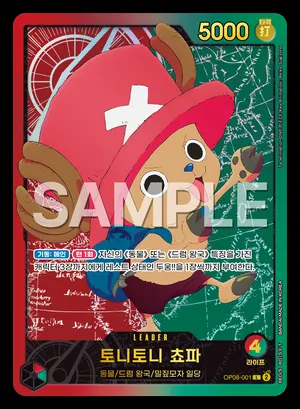 5000
타격
打
SAMPLE
기동: 메인 턴 1회 자신의 《동물》 또는 《드럼 왕국》 특징을 가진
캐릭터 3장까지에게 레스트 상태인 두웅!!을 1장씩까지 부여한다.
LEADER
토니토니 쵸파
4
라이프
동물/드럼 왕국/밀짚모자 일당
OP08-001 L